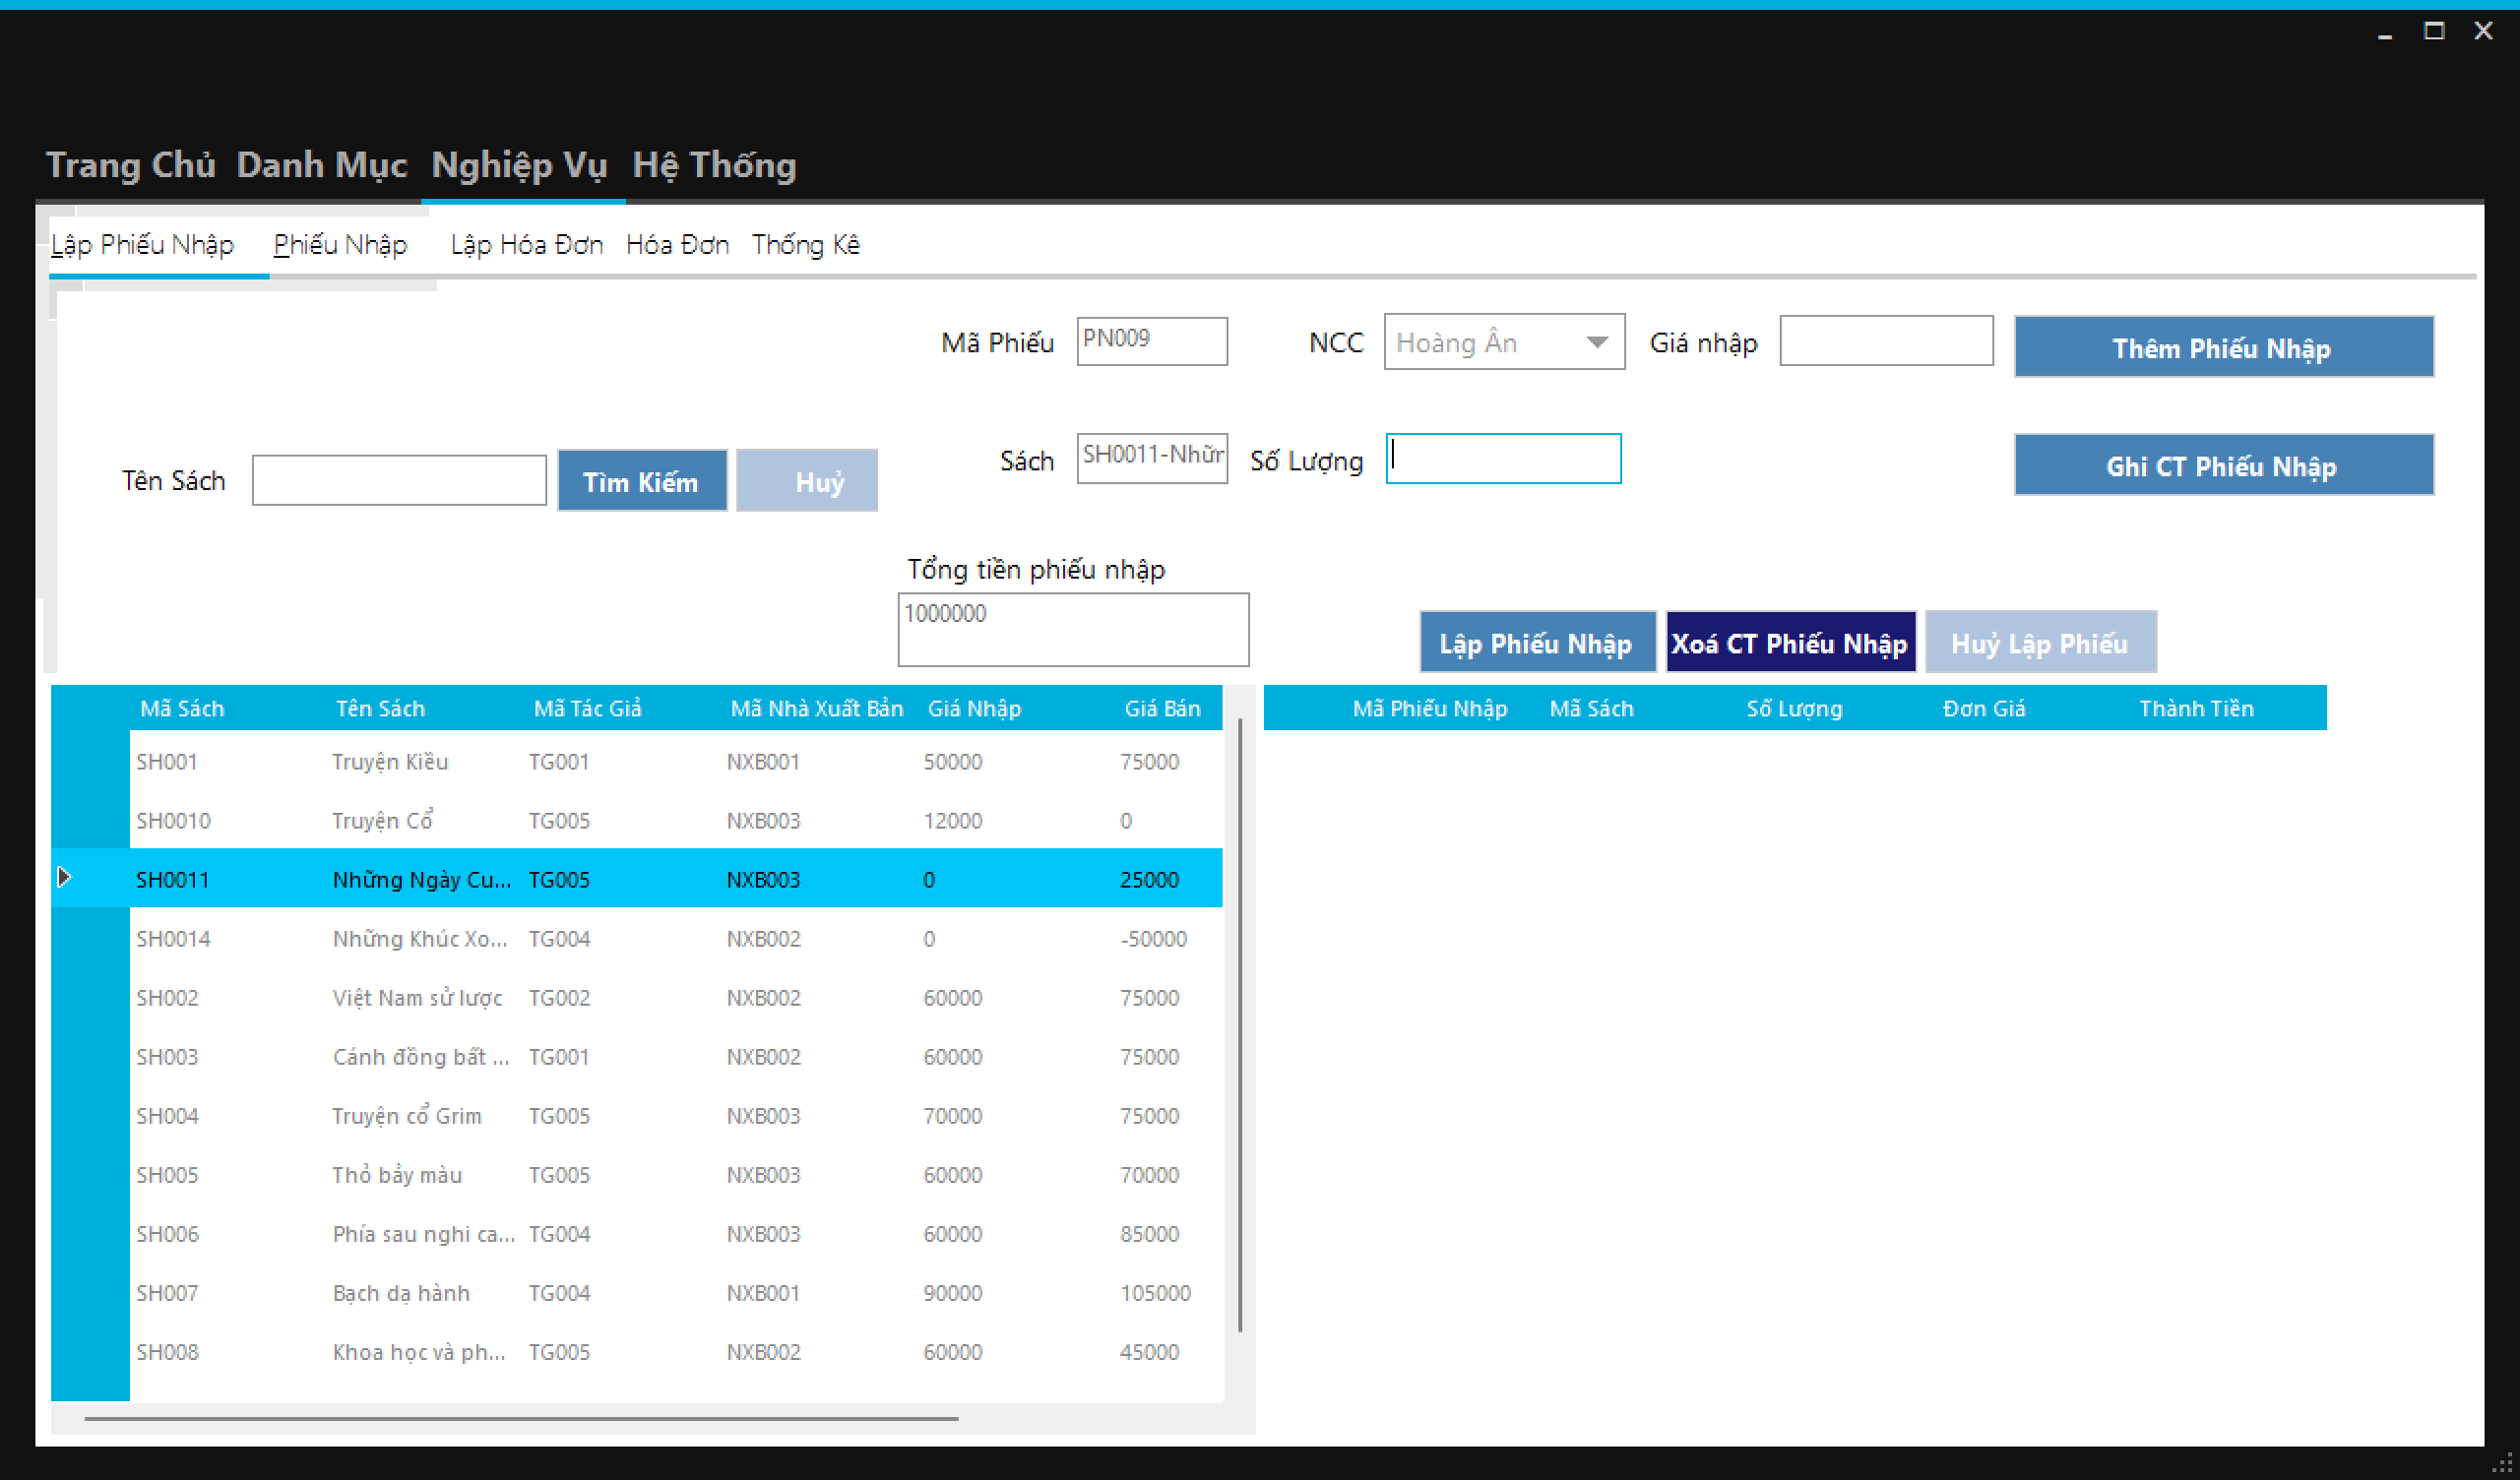 Trang Chủ Danh Mục Nghiệp Vụ Hệ Thống
Lập Phiếu Nhập Phiếu Nhập Lập Hóa Đơn Hóa Đơn Thống Kê
Mã Phiếu PN009 NCC Hoàng Ân Giá nhập Thêm Phiếu Nhập
Sách SH0011-Nhữn Số Lượng Ghi CT Phiếu Nhập
Tên Sách Tìm Kiếm Huỷ
Tổng tiền phiếu nhập
1000000
Lập Phiếu Nhập Xoá CT Phiếu Nhập Huỷ Lập Phiếu
Mã Sách Tên Sách Mã Tác Giả Mã Nhà Xuất Bản Giá Nhập Giá Bán
SH001 Truyện Kiều TG001 NXB001 50000 75000
SH0010 Truyện Cổ TG005 NXB003 12000 0
SH0011 Những Ngày Cu... TG005 NXB003 0 25000
SH0014 Những Khúc Xo... TG004 NXB002 0 -50000
SH002 Việt Nam sử lược TG002 NXB002 60000 75000
SH003 Cánh đồng bất ... TG001 NXB002 60000 75000
SH004 Truyện cổ Grim TG005 NXB003 70000 75000
SH005 Thỏ bẩy màu TG005 NXB003 60000 70000
SH006 Phía sau nghi ca... TG004 NXB003 60000 85000
SH007 Bạch dạ hành TG004 NXB001 90000 105000
SH008 Khoa học và ph... TG005 NXB002 60000 45000
Mã Phiếu Nhập Mã Sách Số Lượng Đơn Giá Thành Tiền